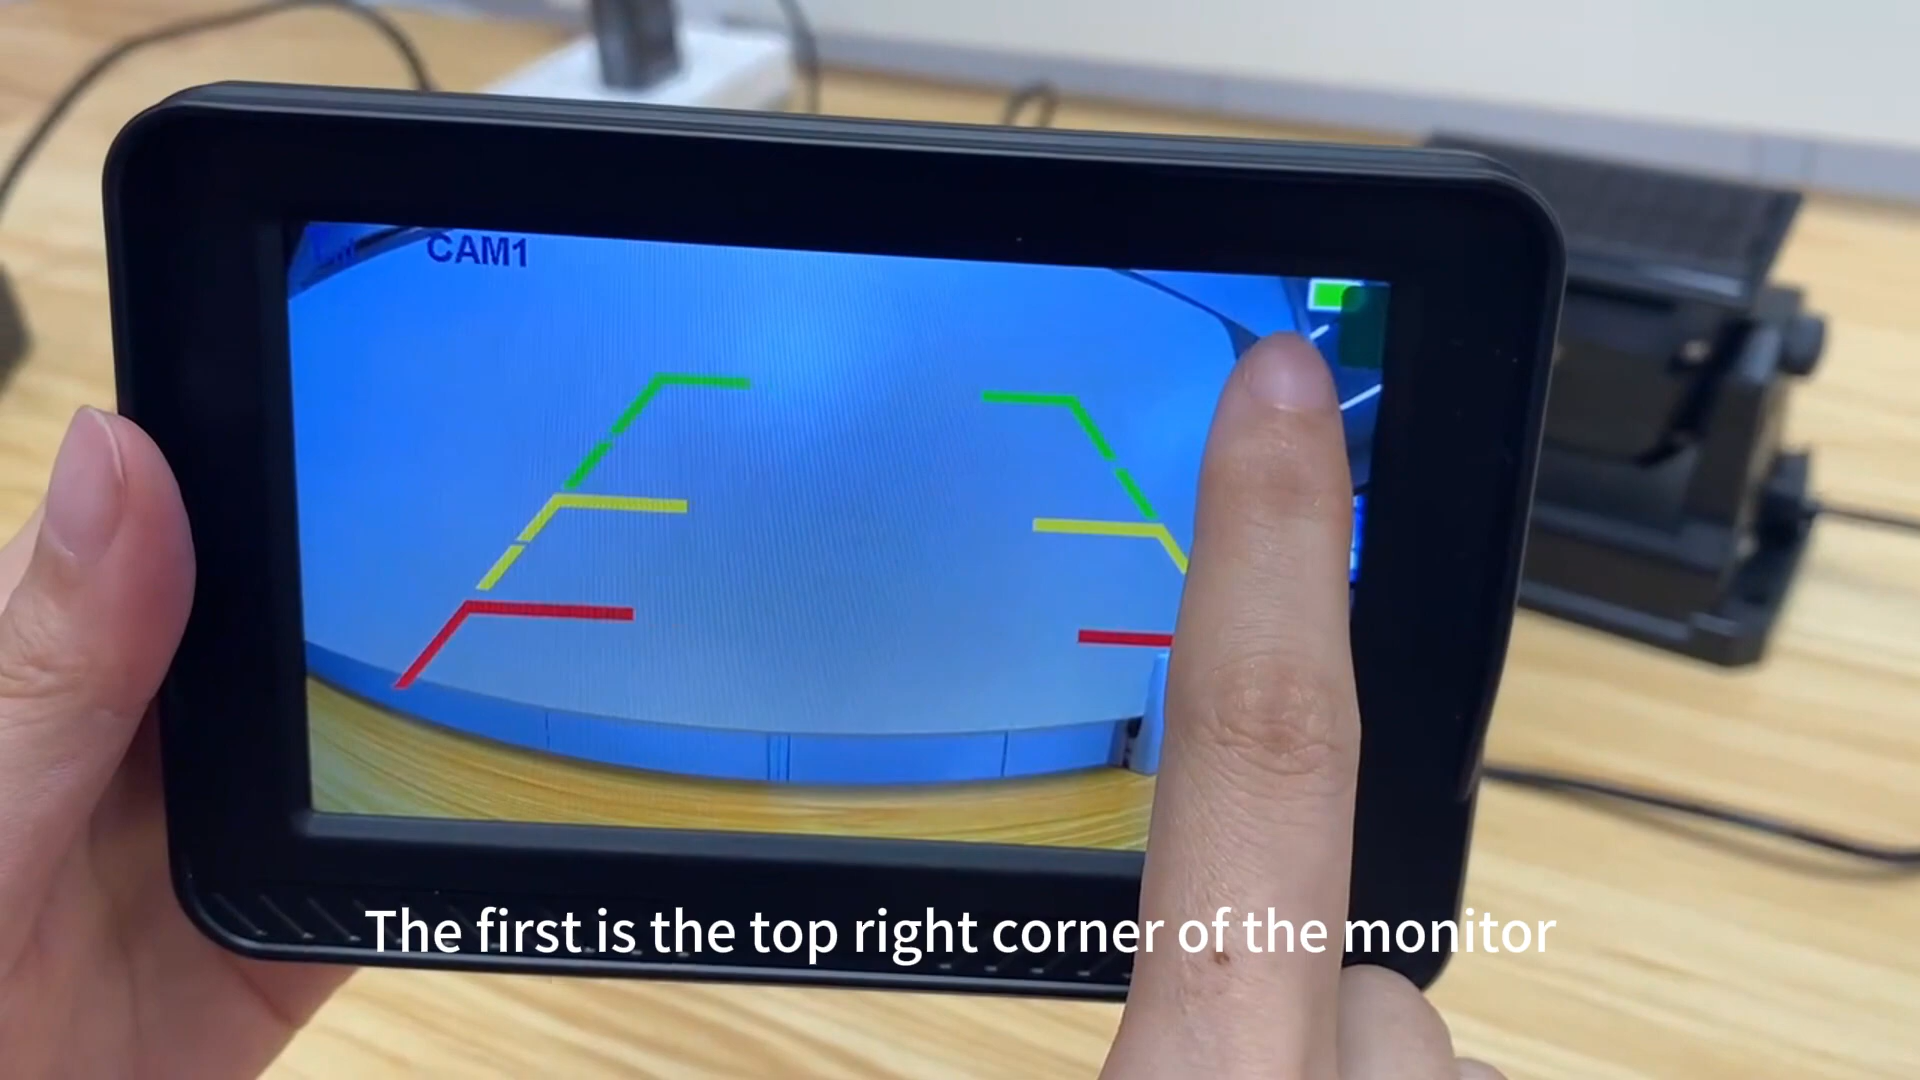 CAM1
The first is the top right corner of the monitor